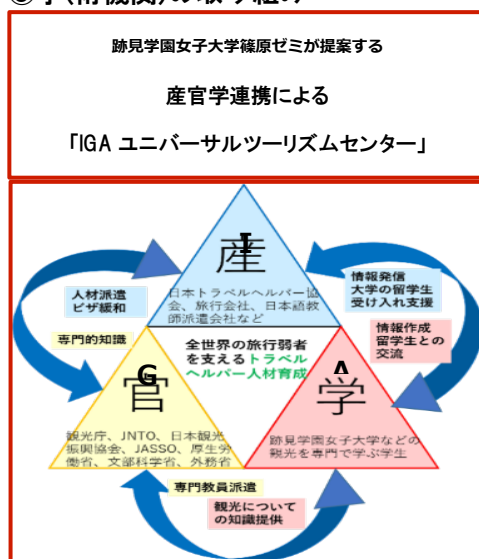 跡見学園女子大学篠原ゼミが提案する
産官学連携による
「IGA ユニバーサルツーリズムセンター」
I
産
日本トラベルヘルパー協
会、旅行会社、日本語教
師派遣会社など
人材派遣
ビザ緩和
専門的知識
情報発信
大学の留学生
受け入れ支援
情報作成
留学生との
交流
全世界の旅行弱者
を支えるトラベル
ヘルパー人材育成
G
官
観光庁、JNTO、日本観光
振興協会、JASSO、厚生労
働省、文部科学省、外務省
A
学
跡見学園女子大学などの
観光を専門で学ぶ学生
専門教員派遣
観光について
の知識提供